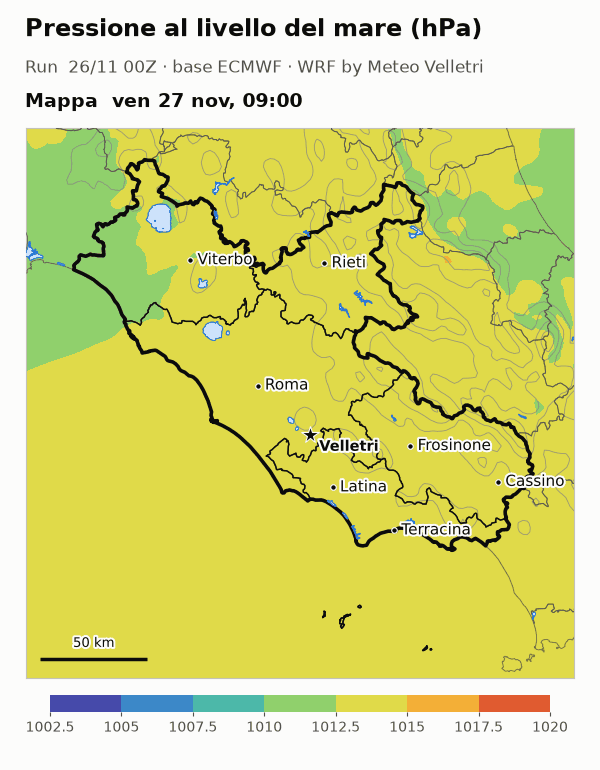 Pressione al livello del mare (hPa)
Run  26/11 00Z · base ECMWF · WRF by Meteo Velletri
Mappa  ven 27 nov, 09:00
Viterbo
Rieti
Roma
Velletri
Frosinone
Latina
Cassino
Terracina
50 km
1002.5 1005 1007.5 1010 1012.5 1015 1017.5 1020